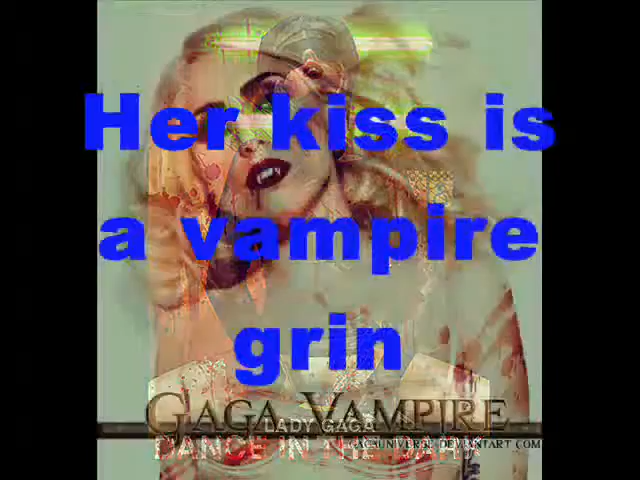 Her kiss is
a vampire
grin
GAGA VAMPIRE
LADY GAGA
DANCE IN THE DARK